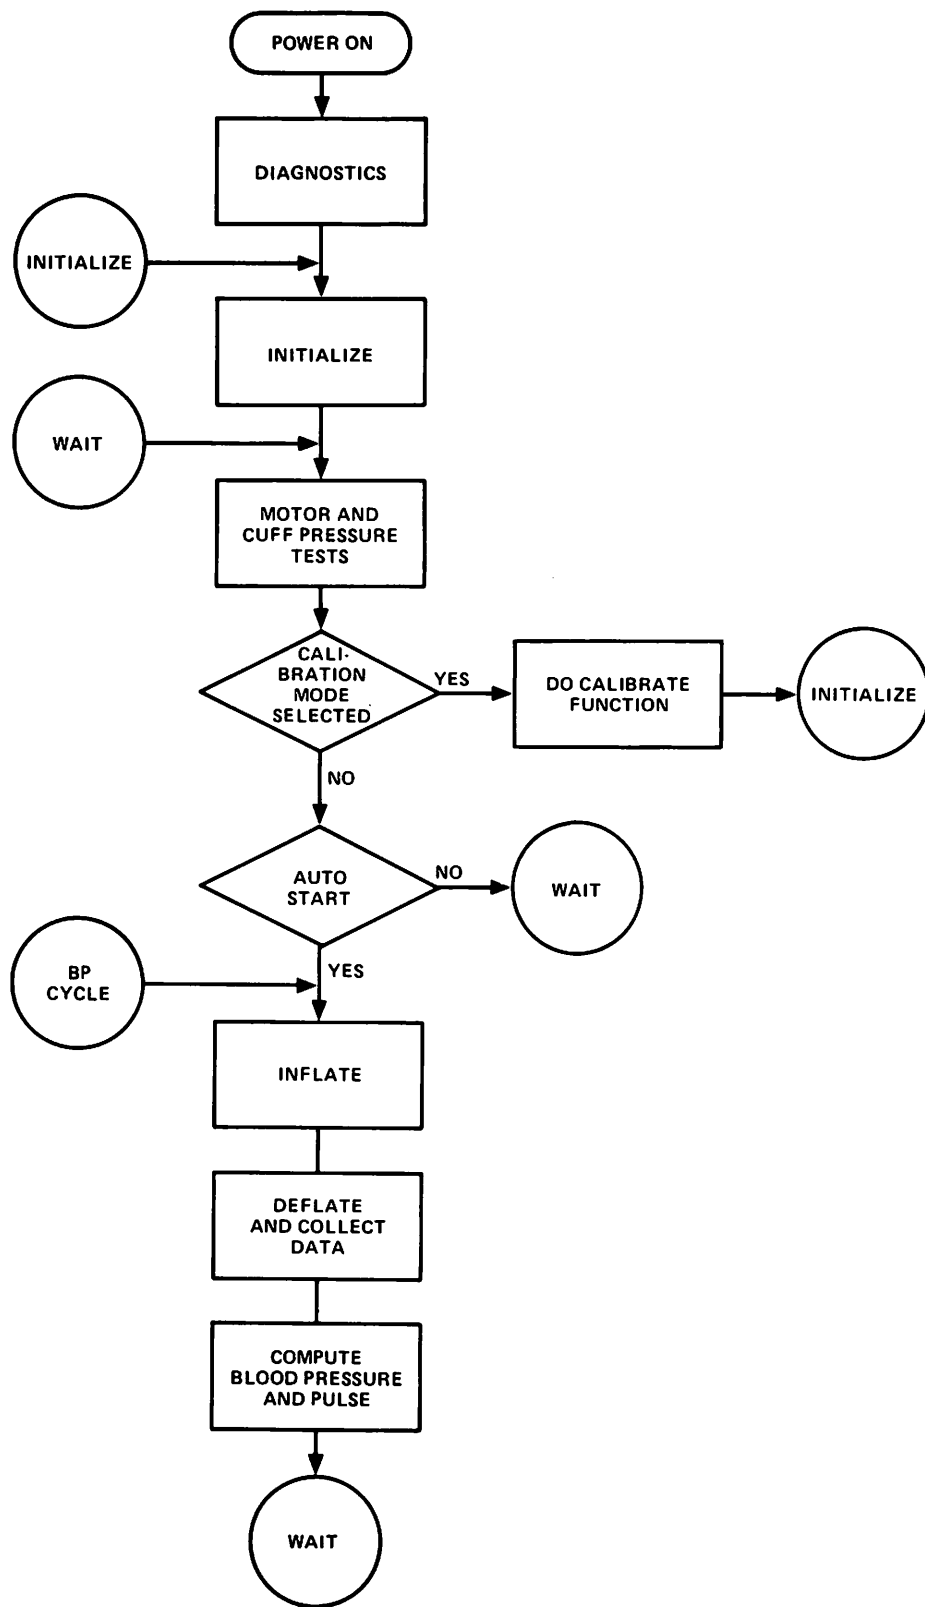 POWER ON
DIAGNOSTICS
INITIALIZE
INITIALIZE
WAIT
MOTOR AND
CUFF PRESSURE
TESTS
CALI-
BRATION
MODE
SELECTED
YES
DO CALIBRATE
FUNCTION
INITIALIZE
NO
AUTO
START
NO
WAIT
YES
BP
CYCLE
INFLATE
DEFLATE
AND COLLECT
DATA
COMPUTE
BLOOD PRESSURE
AND PULSE
WAIT